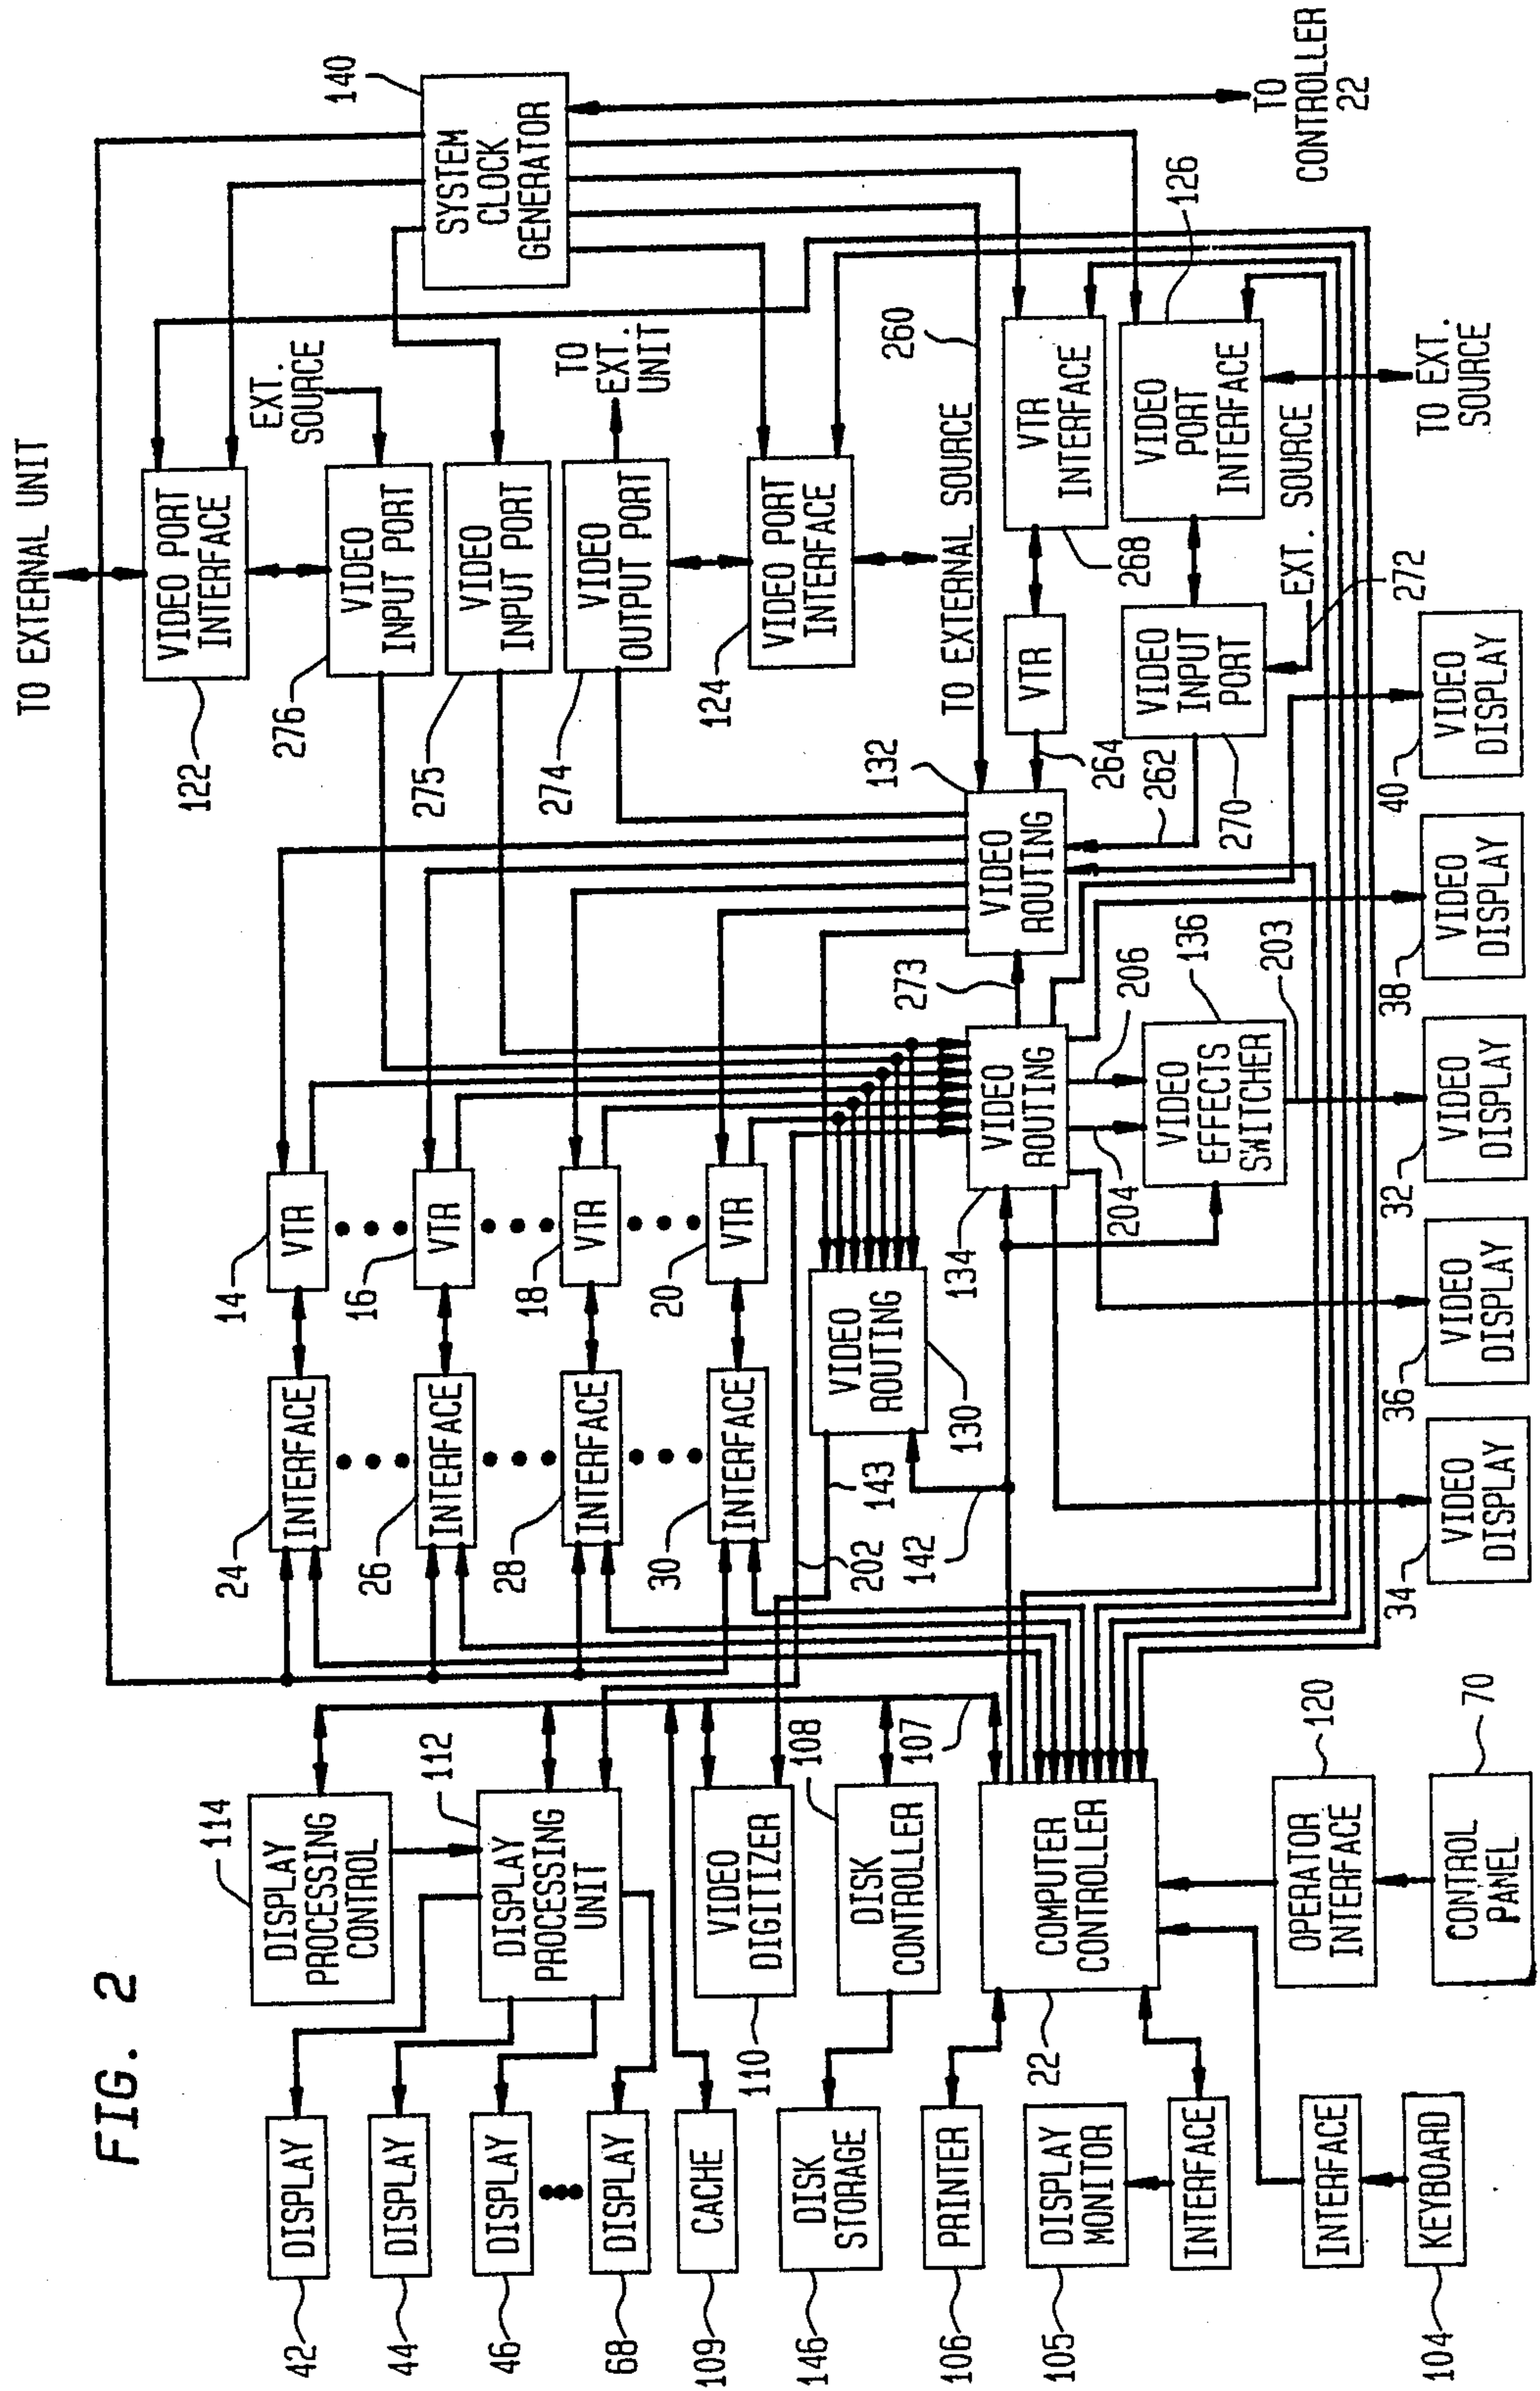 FIG. 2
42
DISPLAY
44
DISPLAY
46
DISPLAY
68
DISPLAY
109
CACHE
146
DISK
STORAGE
106
PRINTER
105
DISPLAY
MONITOR
INTERFACE
INTERFACE
104
KEYBOARD
114
DISPLAY
PROCESSING
CONTROL
112
DISPLAY
PROCESSING
UNIT
110
VIDEO
DIGITIZER
108
DISK
CONTROLLER
107
22
COMPUTER
CONTROLLER
120
OPERATOR
INTERFACE
70
CONTROL
PANEL
24
INTERFACE
26
INTERFACE
28
INTERFACE
30
INTERFACE
202
143
142
14
VTR
16
VTR
18
VTR
20
VTR
VIDEO
ROUTING
130
134
VIDEO
ROUTING
273
132
VIDEO
ROUTING
204
206
VIDEO
EFFECTS
SWITCHER
136
203
34
VIDEO
DISPLAY
36
VIDEO
DISPLAY
32
VIDEO
DISPLAY
38
VIDEO
DISPLAY
40
VIDEO
DISPLAY
TO EXTERNAL UNIT
122
VIDEO PORT
INTERFACE
276
VIDEO
INPUT PORT
EXT.
SOURCE
275
VIDEO
INPUT PORT
274
VIDEO
OUTPUT PORT
TO
EXT.
UNIT
124
VIDEO PORT
INTERFACE
TO EXTERNAL SOURCE
260
264
VTR
268
VTR
INTERFACE
262
270
VIDEO
INPUT
PORT
EXT. SOURCE
272
126
VIDEO
PORT
INTERFACE
TO EXT.
SOURCE
140
SYSTEM
CLOCK
GENERATOR
TO
CONTROLLER
22